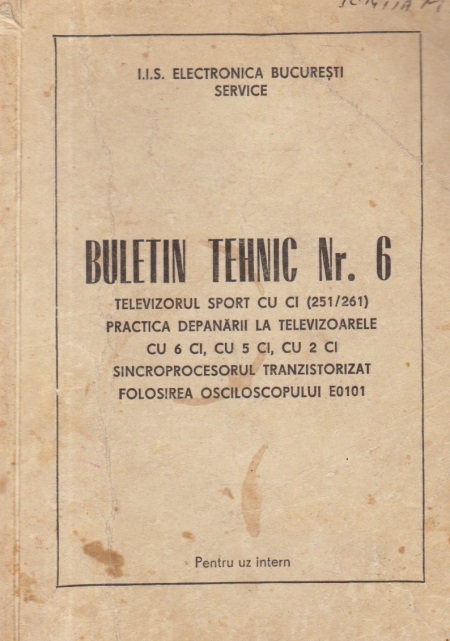 I.I.S. ELECTRONICA BUCUREȘTI
SERVICE
BULETIN TEHNIC Nr. 6
TELEVIZORUL SPORT CU CI (251/261)
PRACTICA DEPANĂRII LA TELEVIZOARELE
CU 6 CI, CU 5 CI, CU 2 CI
SINCROPROCESORUL TRANZISTORIZAT
FOLOSIREA OSCILOSCOPULUI E0101
Pentru uz intern